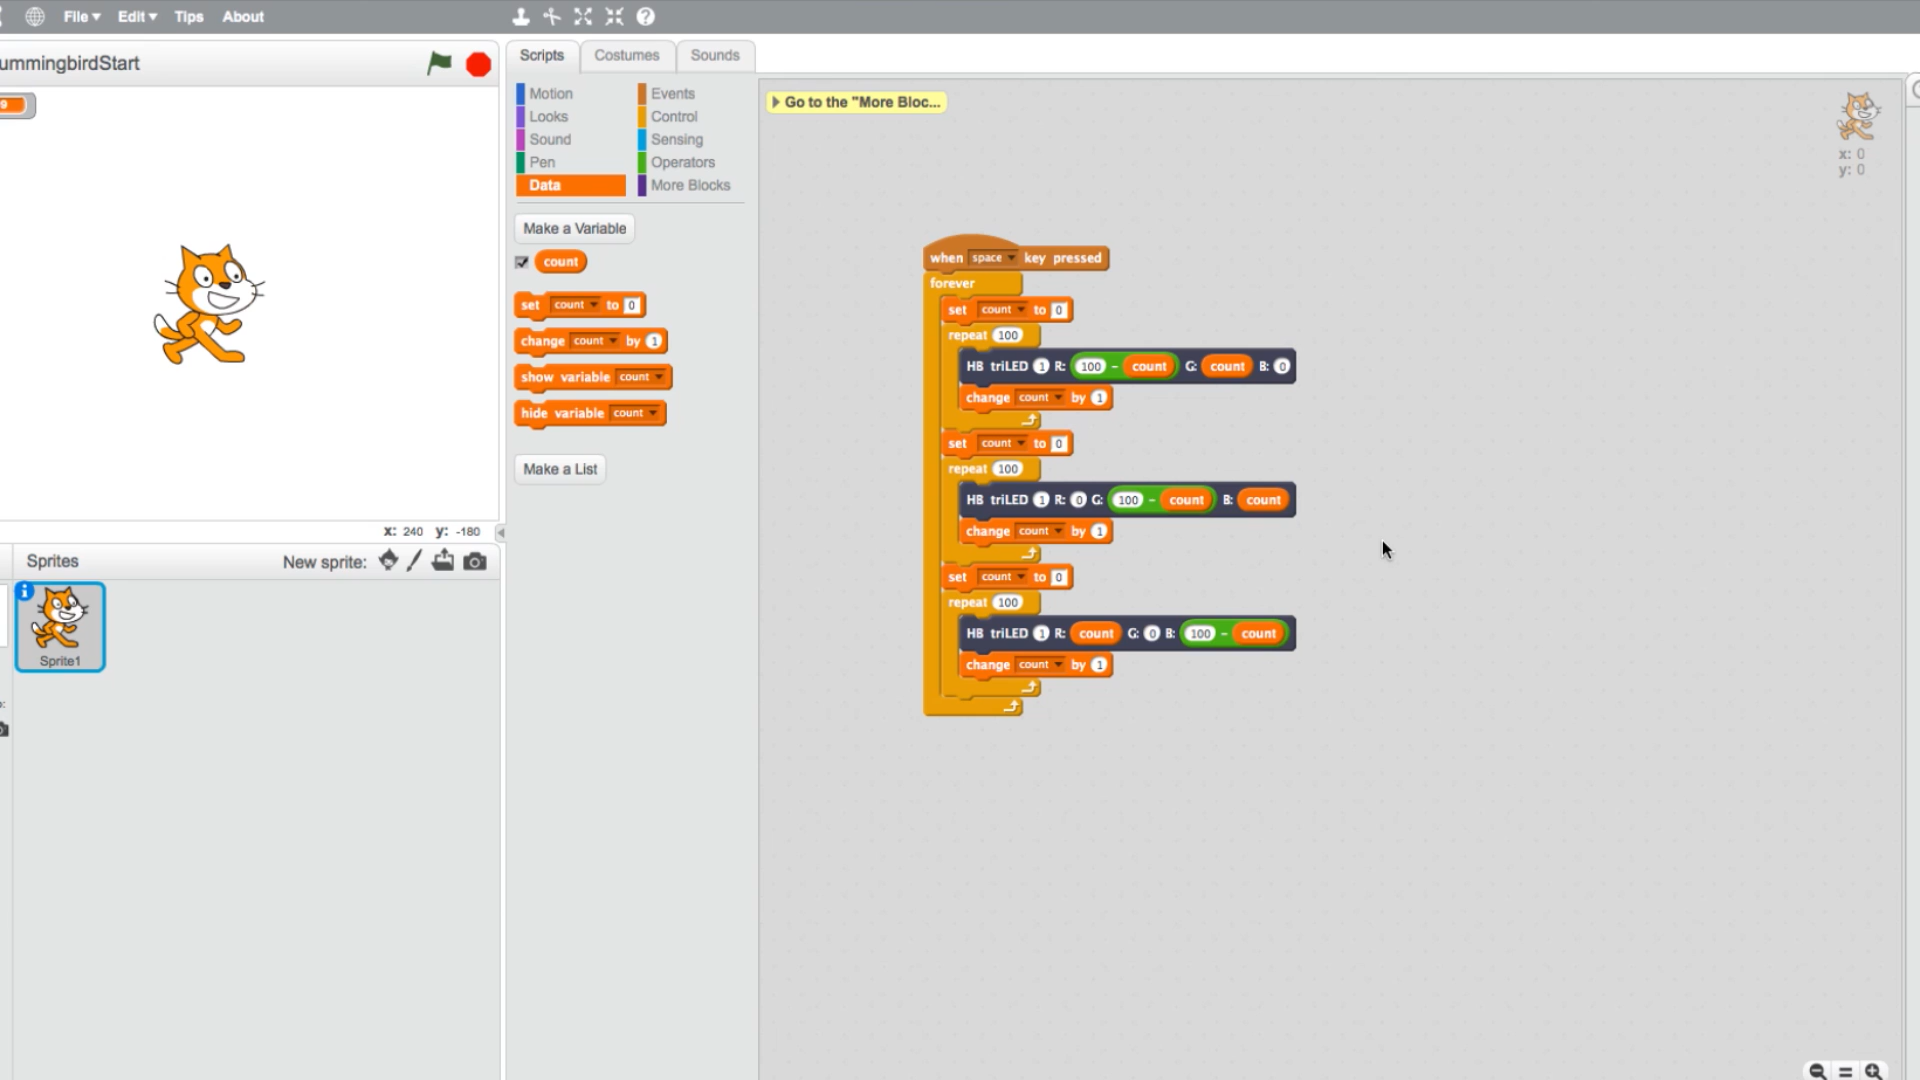 File Edit Tips About
ummingbirdStart
9
x: 240 y: -180
Sprites New sprite:
Sprite1
Scripts Costumes Sounds
Motion Events
Looks Control
Sound Sensing
Pen Operators
Data More Blocks
Make a Variable
count
set count to 0
change count by 1
show variable count
hide variable count
Make a List
Go to the "More Bloc...
x: 0
y: 0
when space key pressed
forever
set count to 0
repeat 100
HB triLED 1 R: 100 - count G: count B: 0
change count by 1
set count to 0
repeat 100
HB triLED 1 R: 0 G: 100 - count B: count
change count by 1
set count to 0
repeat 100
HB triLED 1 R: count G: 0 B: 100 - count
change count by 1